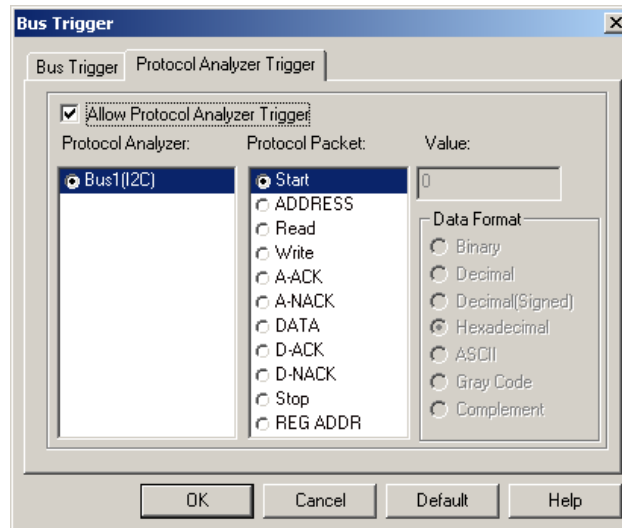 Bus Trigger
Bus Trigger
Protocol Analyzer Trigger
Allow Protocol Analyzer Trigger
Protocol Analyzer:
Bus1(I2C)
Protocol Packet:
Start
ADDRESS
Read
Write
A-ACK
A-NACK
DATA
D-ACK
D-NACK
Stop
REG ADDR
Value:
0
Data Format
Binary
Decimal
Decimal(Signed)
Hexadecimal
ASCII
Gray Code
Complement
OK
Cancel
Default
Help